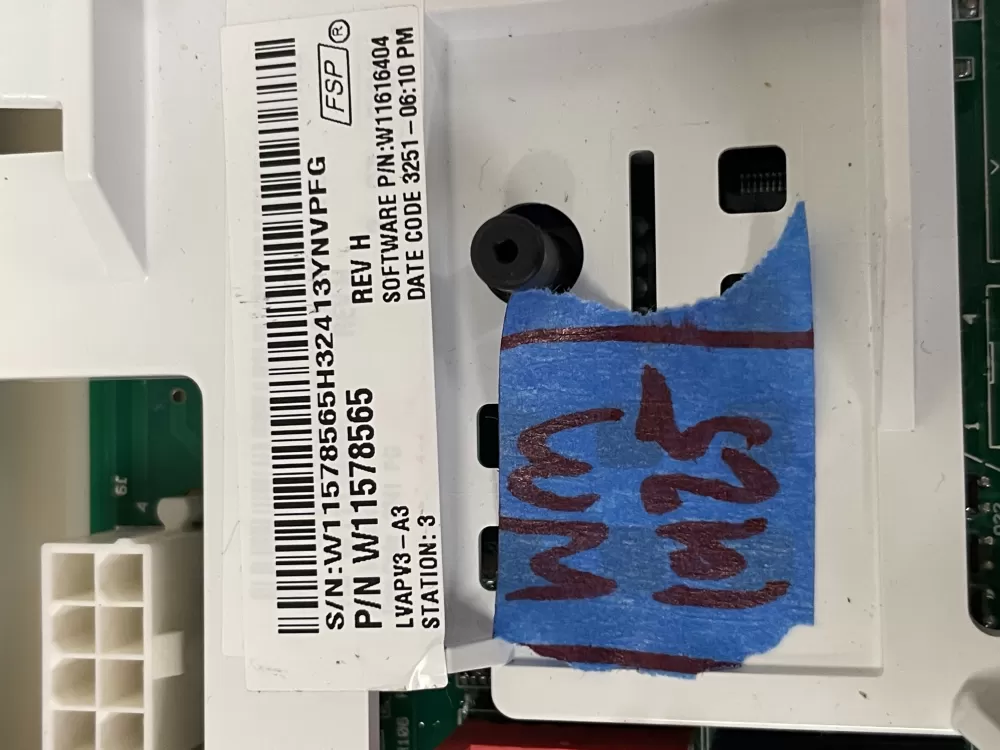 FSP®
S/N:W11578565H32413YNVPFG
P/N W11578565 REV H
LVAPV3-A3 SOFTWARE P/N:W11616404
STATION: 3 DATE CODE 3251-06:10 PM